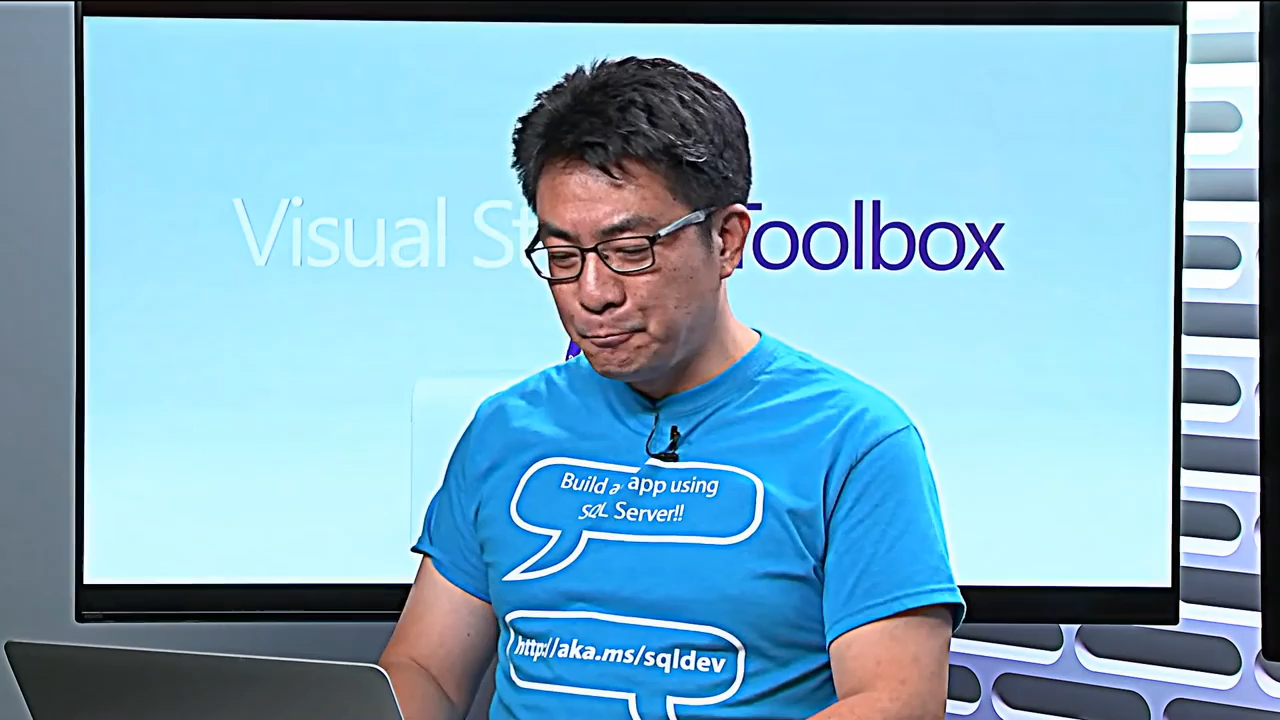 Visual St Toolbox
Build a app using
SQL Server!!
http://aka.ms/sqldev